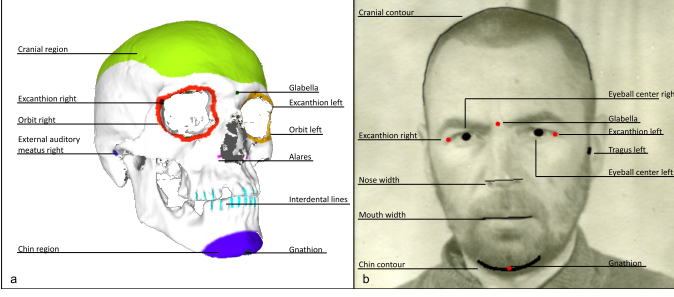 Cranial region
Excanthion right
Orbit right
External auditory
meatus right
Chin region
Glabella
Excanthion left
Orbit left
Alares
Interdental lines
Gnathion
a
Cranial contour
Excanthion right
Nose width
Mouth width
Chin contour
Eyeball center righ
Glabella
Excanthion left
Tragus left
Eyeball center left
Gnathion
b